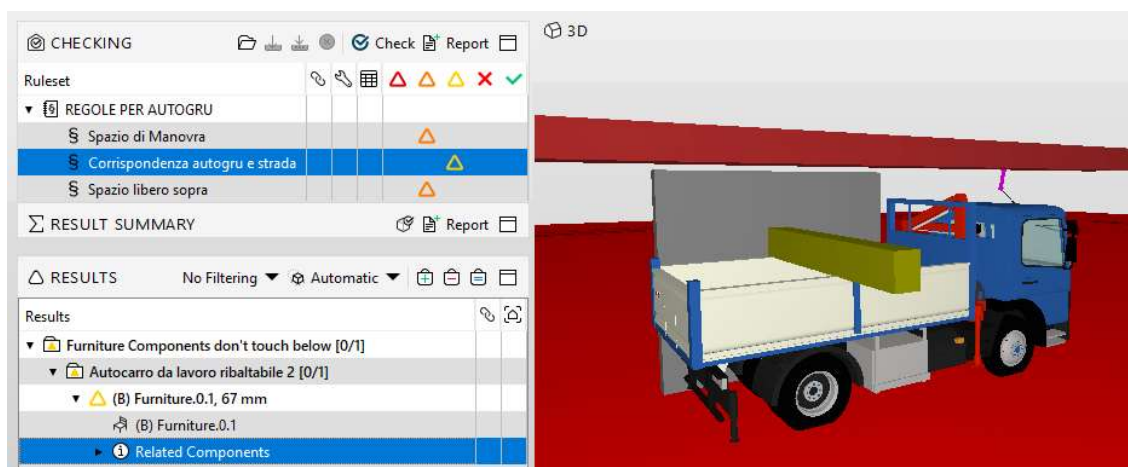 CHECKING
Check
Report
Ruleset
§ REGOLE PER AUTOGRU
§ Spazio di Manovra
§ Corrispondenza autogru e strada
§ Spazio libero sopra
RESULT SUMMARY
Report
RESULTS
No Filtering
Automatic
Results
Furniture Components don't touch below [0/1]
Autocarro da lavoro ribaltabile 2 [0/1]
(B) Furniture.0.1, 67 mm
(B) Furniture.0.1
Related Components
3D